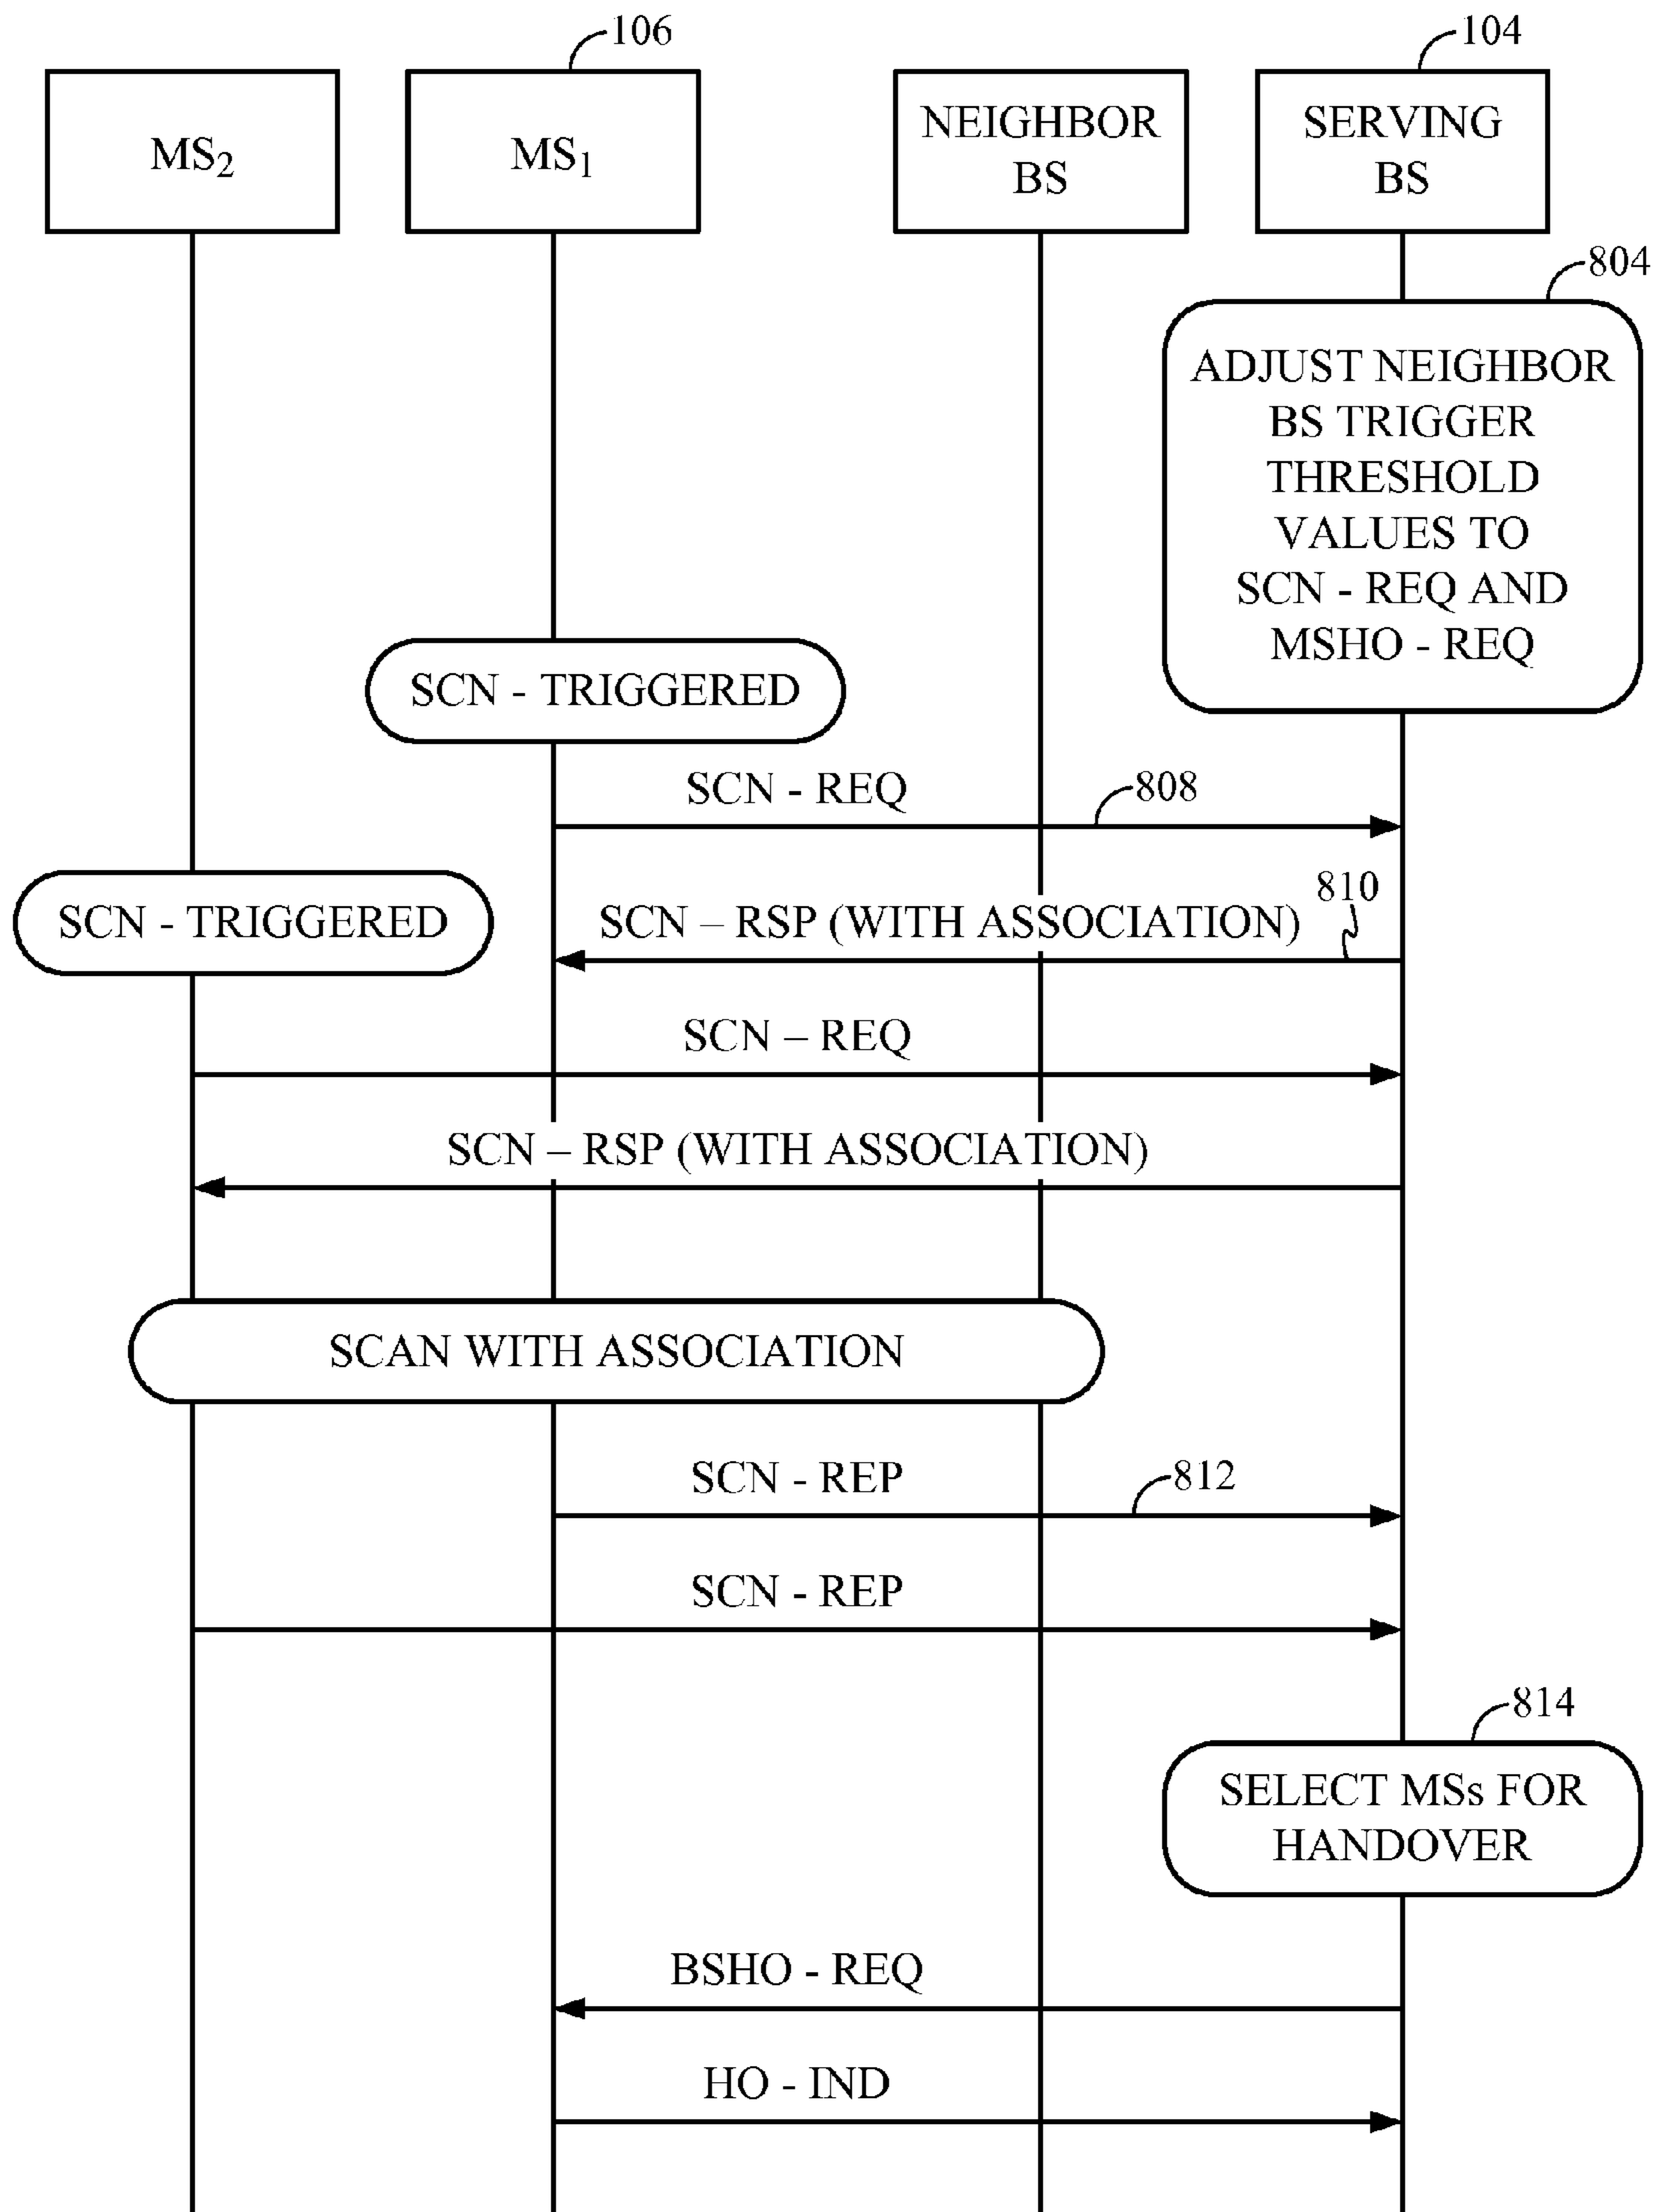 106
104
MS2
MS1
NEIGHBOR
BS
SERVING
BS
804
ADJUST NEIGHBOR
BS TRIGGER
THRESHOLD
VALUES TO
SCN - REQ AND
MSHO - REQ
SCN - TRIGGERED
SCN - REQ
808
SCN - TRIGGERED
SCN – RSP (WITH ASSOCIATION)
810
SCN – REQ
SCN – RSP (WITH ASSOCIATION)
SCAN WITH ASSOCIATION
SCN - REP
812
SCN - REP
814
SELECT MSs FOR
HANDOVER
BSHO - REQ
HO - IND